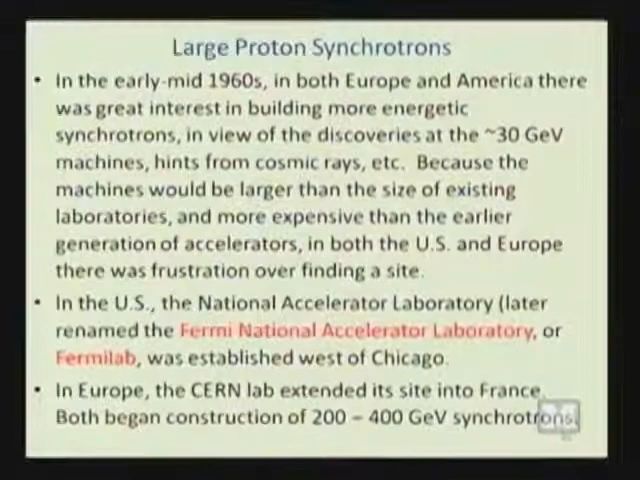 Large Proton Synchrotrons
• In the early-mid 1960s, in both Europe and America there
was great interest in building more energetic
synchrotrons, in view of the discoveries at the ~30 GeV
machines, hints from cosmic rays, etc. Because the
machines would be larger than the size of existing
laboratories, and more expensive than the earlier
generation of accelerators, in both the U.S. and Europe
there was frustration over finding a site.
• In the U.S., the National Accelerator Laboratory (later
renamed the Fermi National Accelerator Laboratory, or
Fermilab, was established west of Chicago.
• In Europe, the CERN lab extended its site into France.
Both began construction of 200 – 400 GeV synchrotrons.